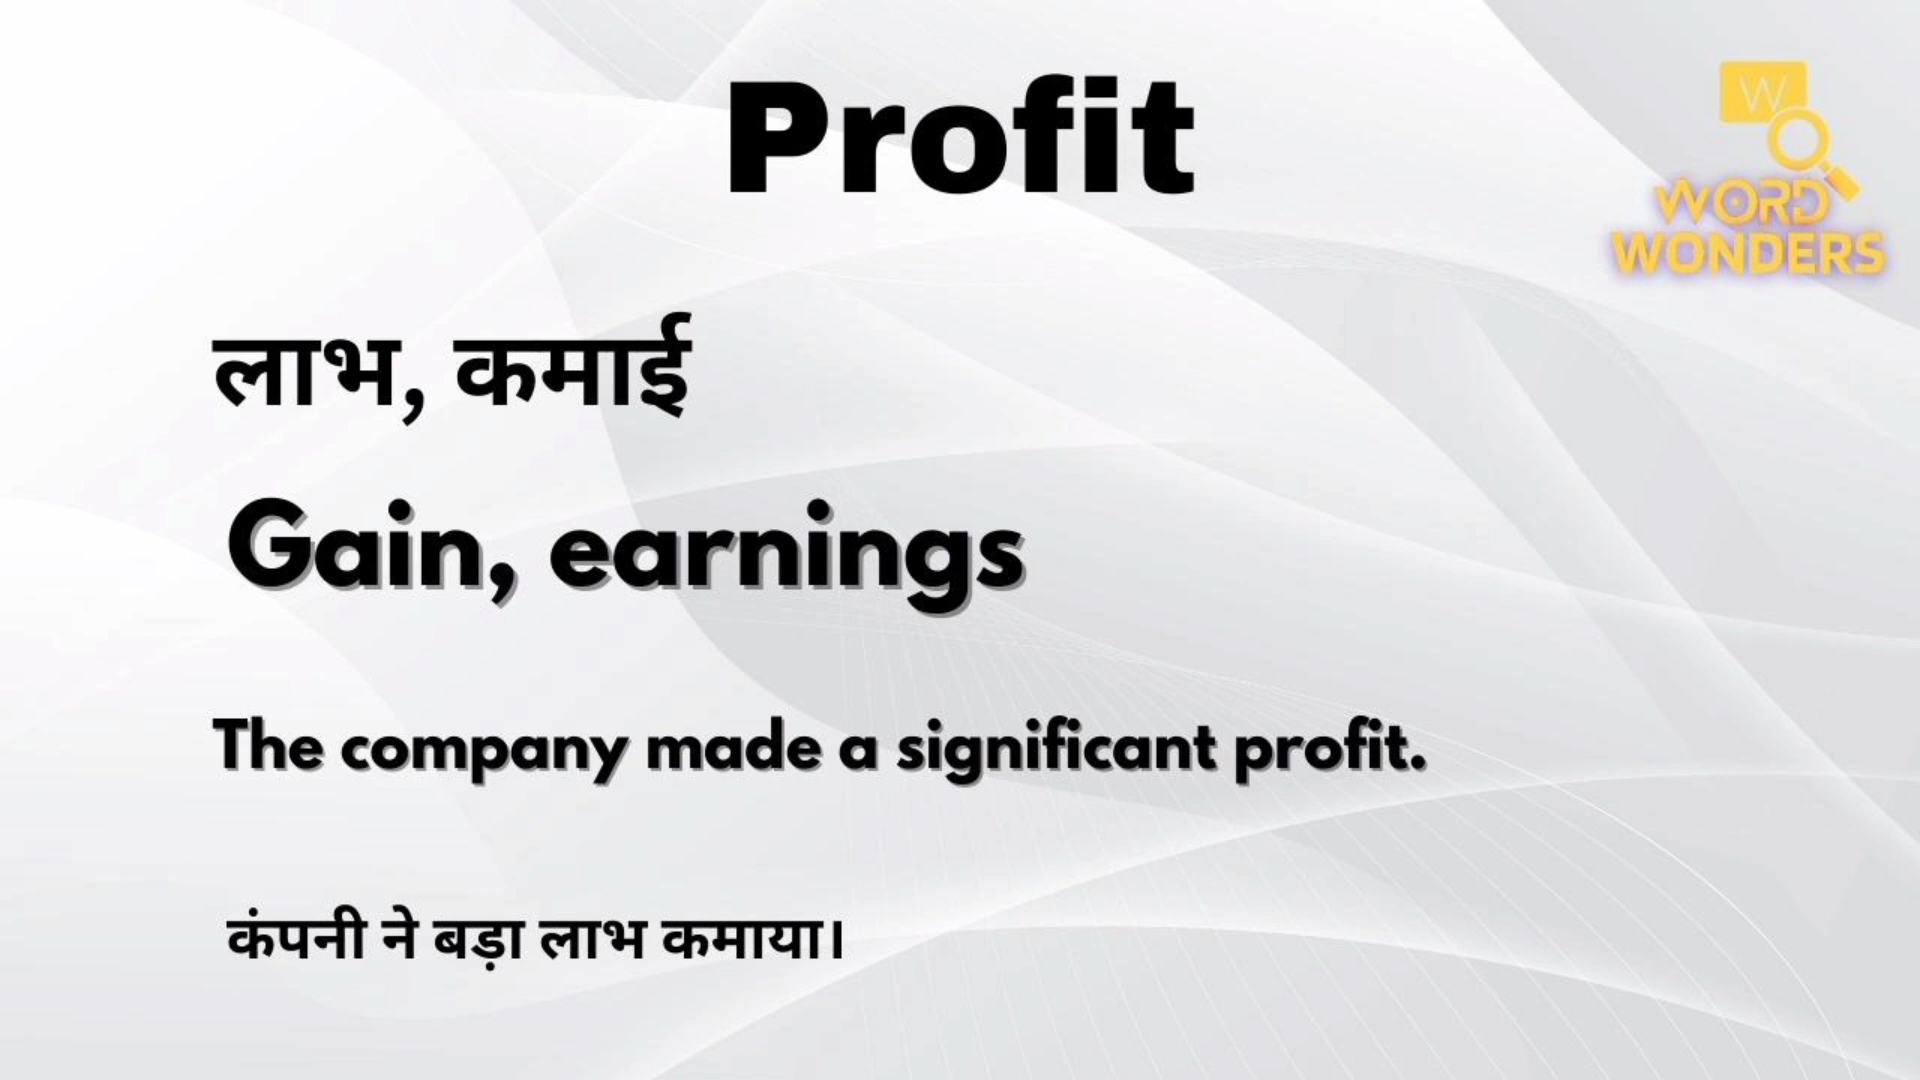 Profit
W
WORD
WONDERS
लाभ, कमाई
Gain, earnings
The company made a significant profit.
कंपनी ने बड़ा लाभ कमाया।